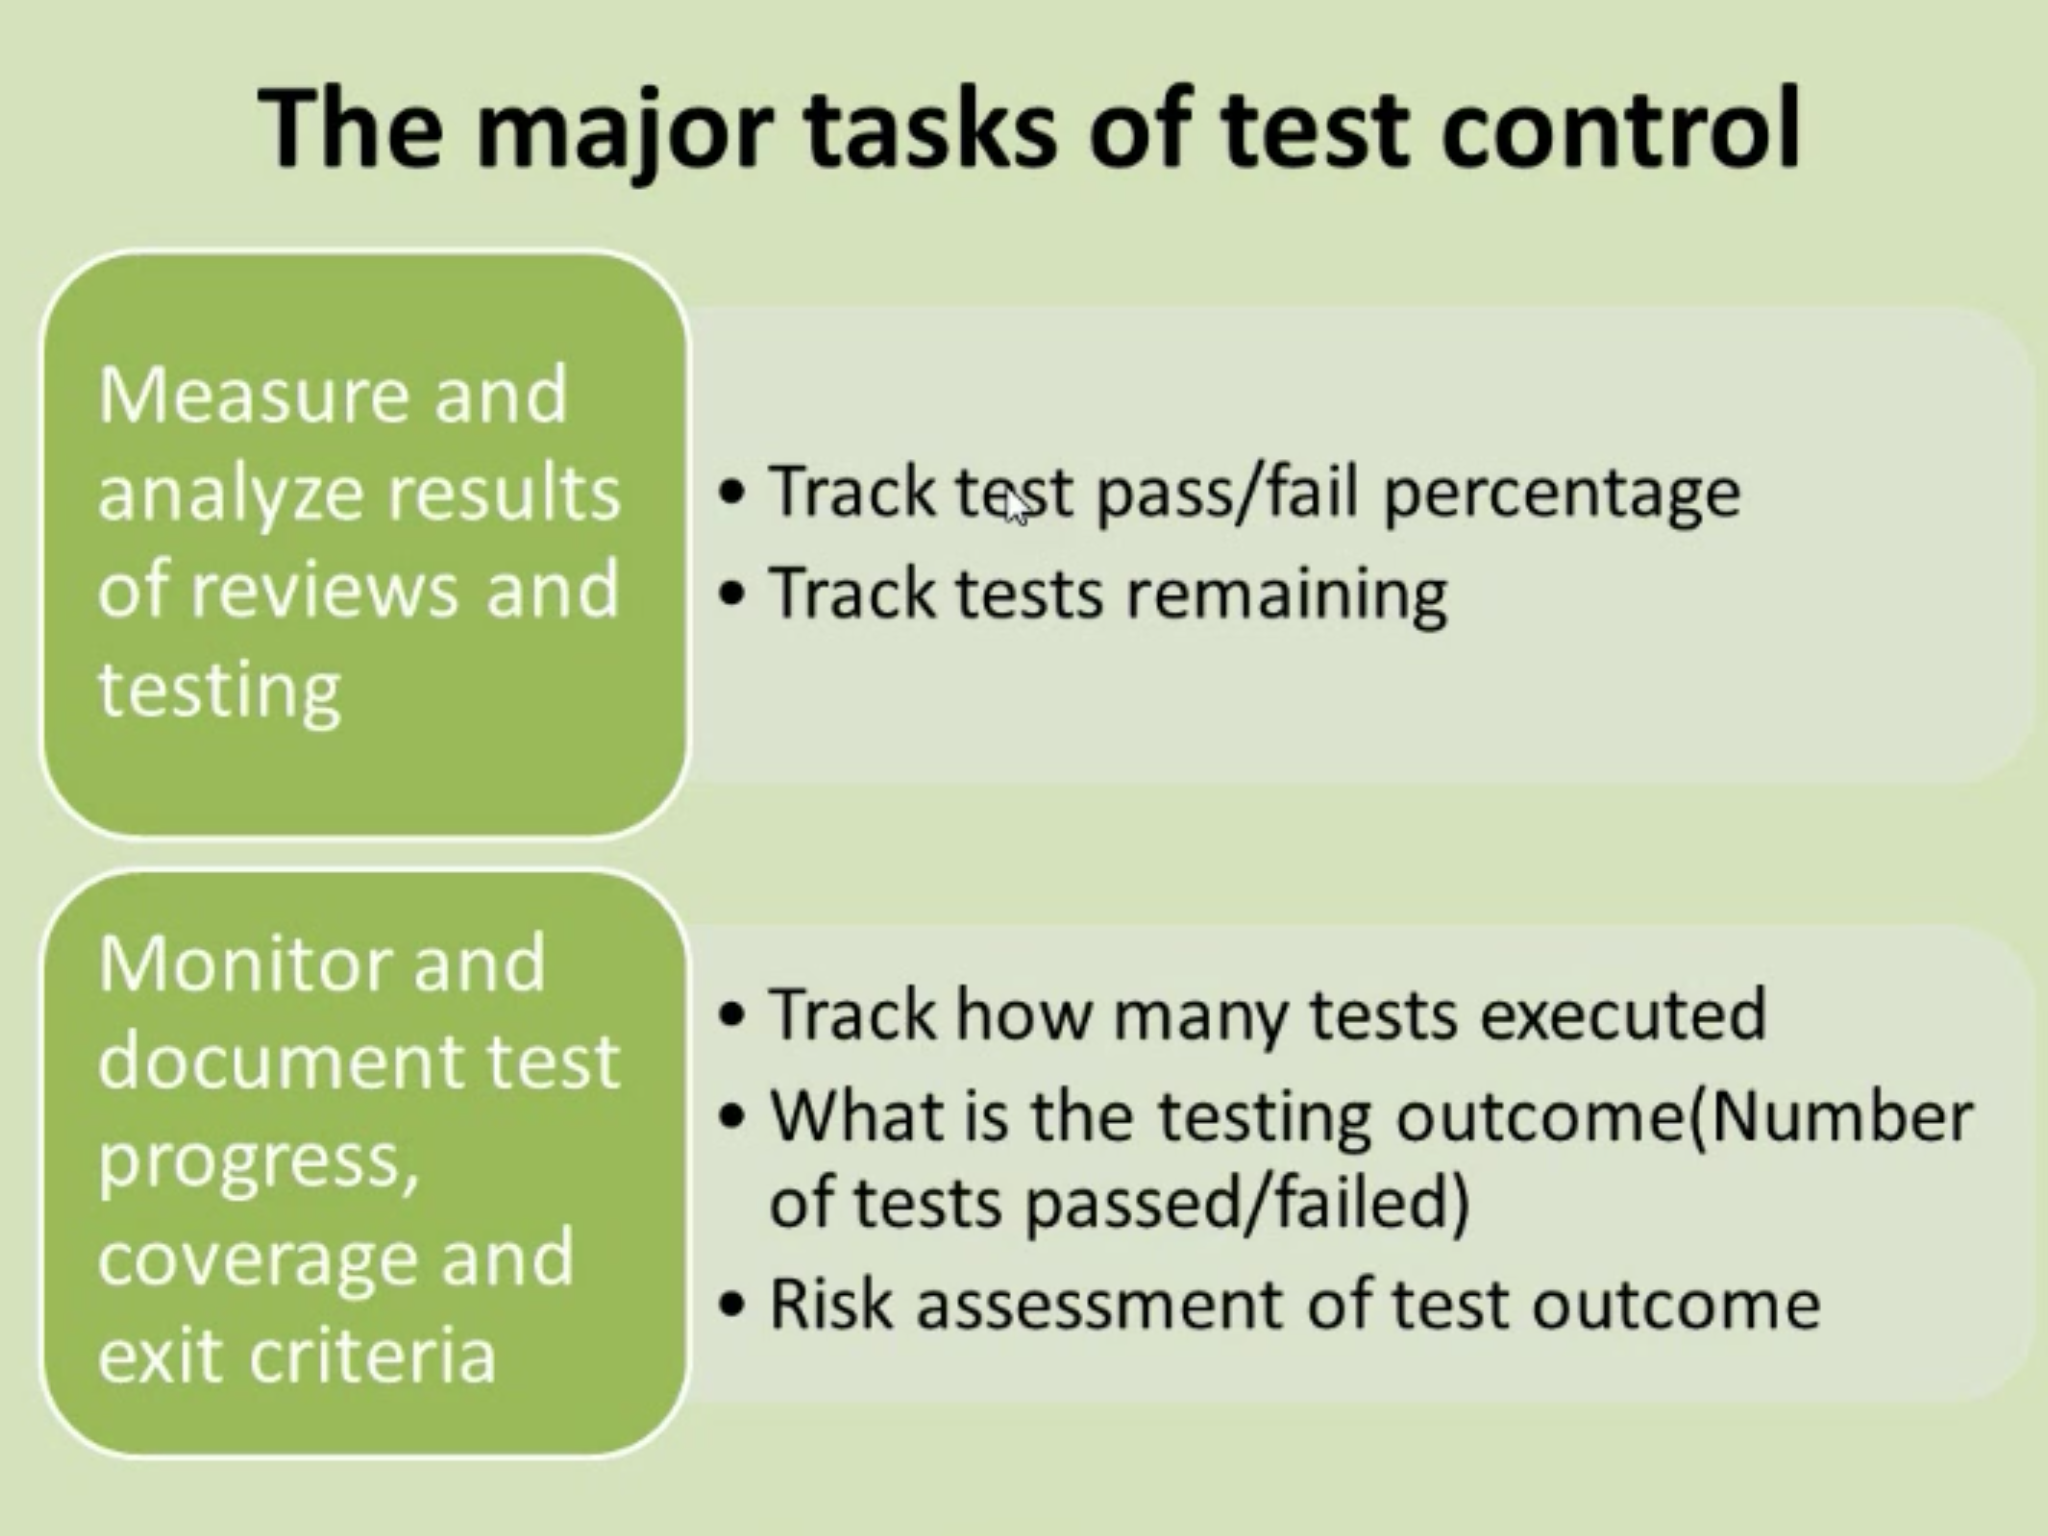 The major tasks of test control
Measure and
analyze results
of reviews and
testing
• Track test pass/fail percentage
• Track tests remaining
Monitor and
document test
progress,
coverage and
exit criteria
• Track how many tests executed
• What is the testing outcome(Number
of tests passed/failed)
• Risk assessment of test outcome